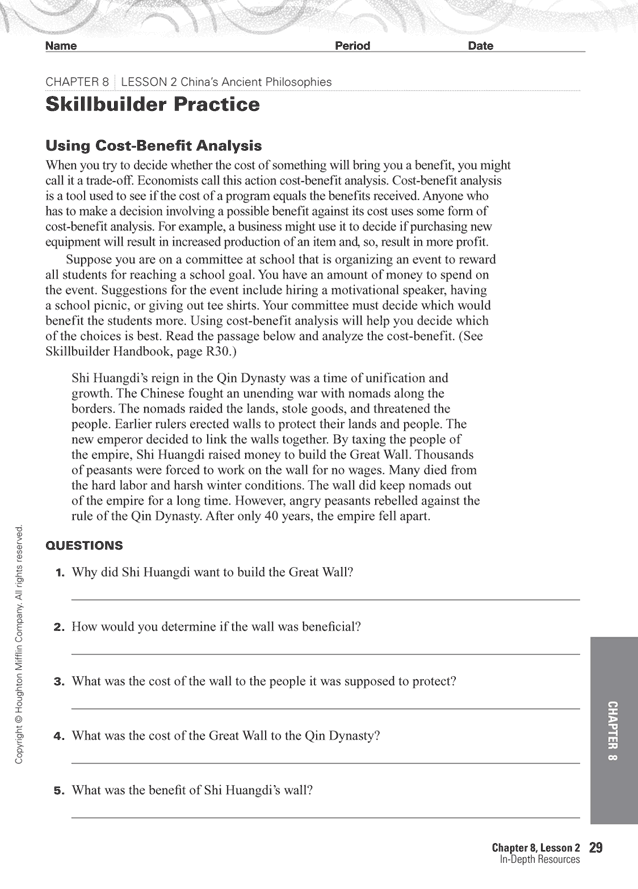 Name Period Date
CHAPTER 8 | LESSON 2 China's Ancient Philosophies
Skillbuilder Practice
Using Cost-Benefit Analysis
When you try to decide whether the cost of something will bring you a benefit, you might
call it a trade-off. Economists call this action cost-benefit analysis. Cost-benefit analysis
is a tool used to see if the cost of a program equals the benefits received. Anyone who
has to make a decision involving a possible benefit against its cost uses some form of
cost-benefit analysis. For example, a business might use it to decide if purchasing new
equipment will result in increased production of an item and, so, result in more profit.
Suppose you are on a committee at school that is organizing an event to reward
all students for reaching a school goal. You have an amount of money to spend on
the event. Suggestions for the event include hiring a motivational speaker, having
a school picnic, or giving out tee shirts. Your committee must decide which would
benefit the students more. Using cost-benefit analysis will help you decide which
of the choices is best. Read the passage below and analyze the cost-benefit. (See
Skillbuilder Handbook, page R30.)
Shi Huangdi's reign in the Qin Dynasty was a time of unification and
growth. The Chinese fought an unending war with nomads along the
borders. The nomads raided the lands, stole goods, and threatened the
people. Earlier rulers erected walls to protect their lands and people. The
new emperor decided to link the walls together. By taxing the people of
the empire, Shi Huangdi raised money to build the Great Wall. Thousands
of peasants were forced to work on the wall for no wages. Many died from
the hard labor and harsh winter conditions. The wall did keep nomads out
of the empire for a long time. However, angry peasants rebelled against the
rule of the Qin Dynasty. After only 40 years, the empire fell apart.
QUESTIONS
1. Why did Shi Huangdi want to build the Great Wall?
2. How would you determine if the wall was beneficial?
3. What was the cost of the wall to the people it was supposed to protect?
4. What was the cost of the Great Wall to the Qin Dynasty?
5. What was the benefit of Shi Huangdi's wall?
Copyright © Houghton Mifflin Company. All rights reserved.
CHAPTER 8
Chapter 8, Lesson 2 29
In-Depth Resources